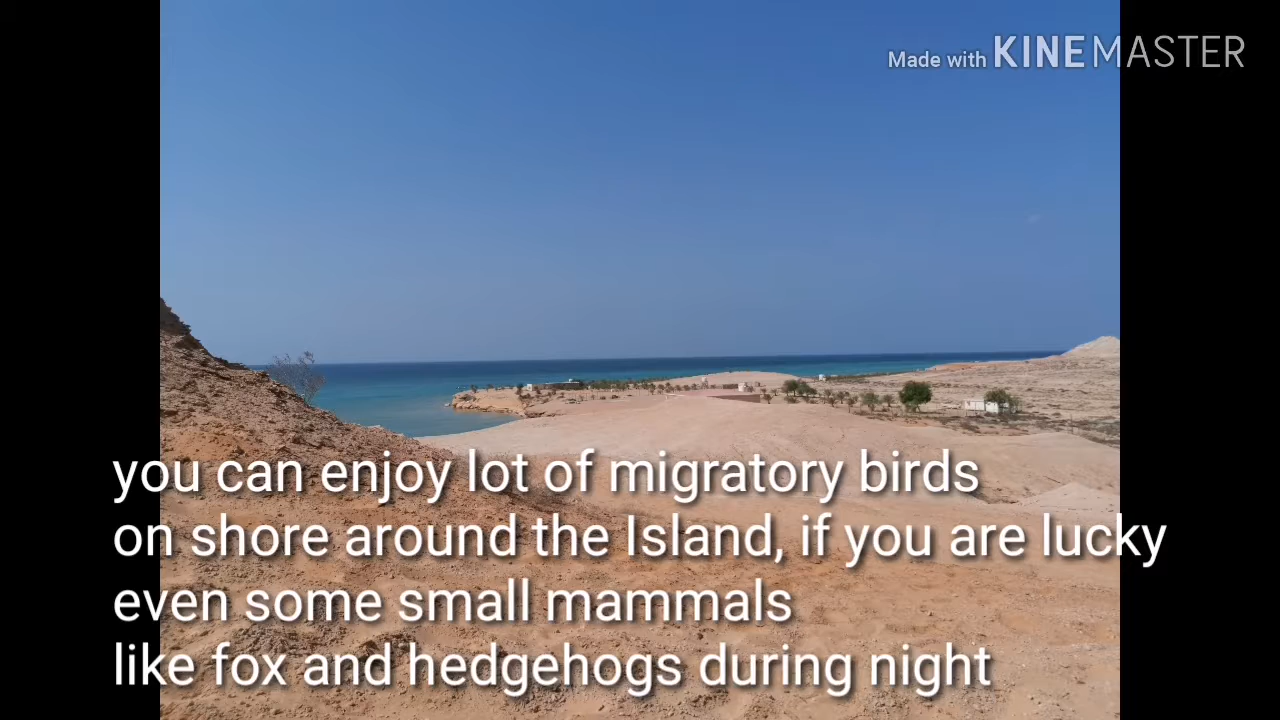 Made with KINEMASTER
you can enjoy lot of migratory birds
on shore around the Island, if you are lucky
even some small mammals
like fox and hedgehogs during night